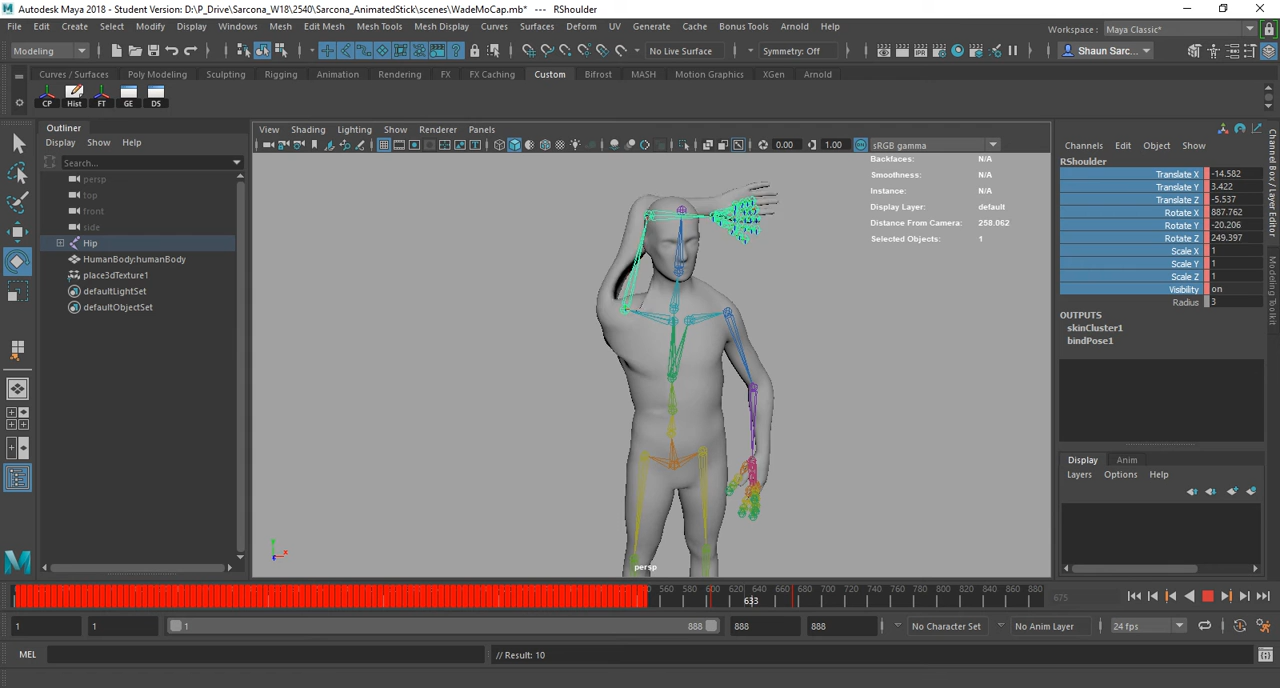 Autodesk Maya 2018 - Student Version: D:\P_Drive\Sarcona_W18\2540\Sarcona_AnimatedStick\scenes\WadeMoCap.mb* --- RShoulder
File Edit Create Select Modify Display Windows Mesh Edit Mesh Mesh Tools Mesh Display Curves Surfaces Deform UV Generate Cache Bonus Tools Arnold Help
Workspace: Maya Classic*
Modeling No Live Surface Symmetry: Off Shaun Sarc...
Curves / Surfaces Poly Modeling Sculpting Rigging Animation Rendering FX FX Caching Custom Bifrost MASH Motion Graphics XGen Arnold
CP Hist FT GE DS
Outliner
Display Show Help
Search...
persp
top
front
side
Hip
HumanBody:humanBody
place3dTexture1
defaultLightSet
defaultObjectSet
View Shading Lighting Show Renderer Panels
0.00 1.00 sRGB gamma
Backfaces: N/A
Smoothness: N/A
Instance: N/A
Display Layer: default
Distance From Camera: 258.062
Selected Objects: 1
persp
Channels Edit Object Show
RShoulder
Translate X -14.582
Translate Y 3.422
Translate Z -5.537
Rotate X 887.762
Rotate Y -20.206
Rotate Z 249.397
Scale X 1
Scale Y 1
Scale Z 1
Visibility on
Radius 3
OUTPUTS
skinCluster1
bindPose1
Display Anim
Layers Options Help
Channel Box / Layer Editor
Modeling Toolkit
560 580 600 620 640 660 680 700 720 740 760 780 800 820 840 860 880
633
675
1 1 1 888 888 888 No Character Set No Anim Layer 24 fps
MEL // Result: 10